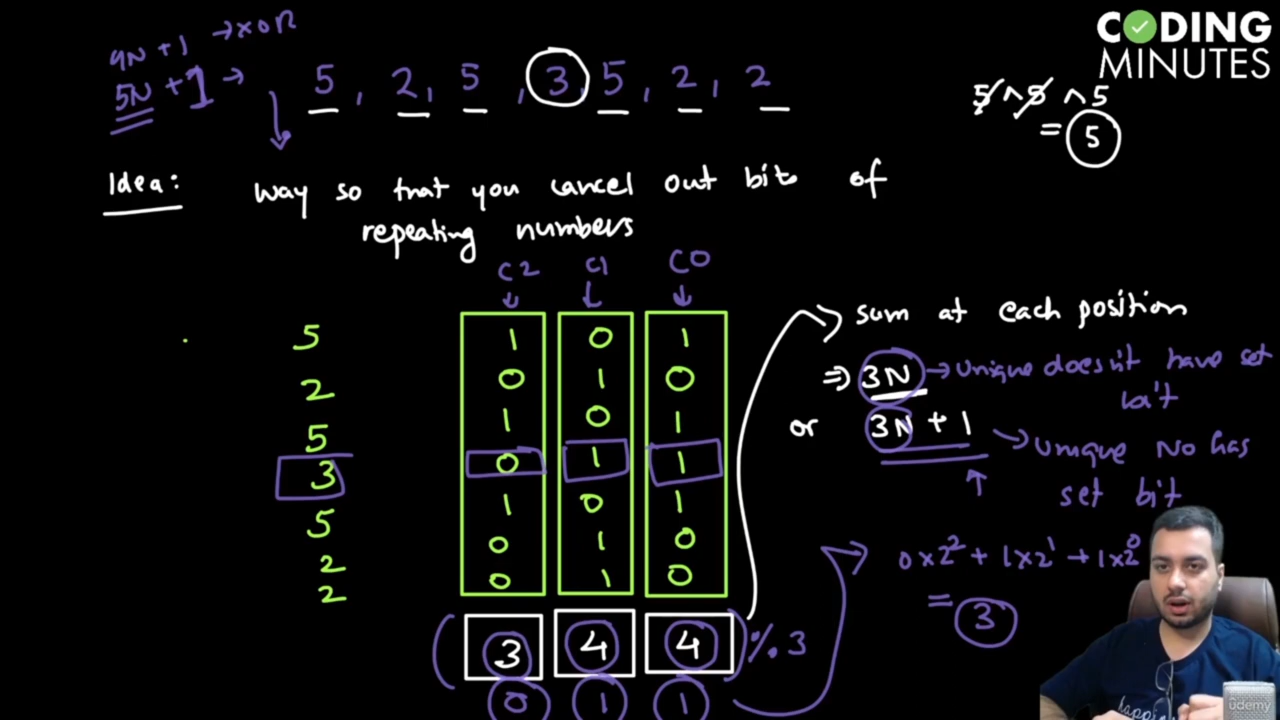 CODING
MINUTES
4N + 1 → XOR
5N + 1 →
5, 2, 5, 3, 5, 2, 2
5 ^ 5 ^ 5
= 5
Idea: way so that you cancel out bits of
repeating numbers
C2 C1 C0
5 1 0 1
2 0 1 0
5 1 0 1
3 0 1 1
5 1 0 1
2 0 1 0
2 0 1 0
( 3 4 4 ) % 3
0 1 1
sum at each position
⇒ 3N → unique doesn't have set
bit
or 3N + 1 → unique No has
set bit
0 x 2² + 1 x 2¹ + 1 x 2⁰
= 3
udemy